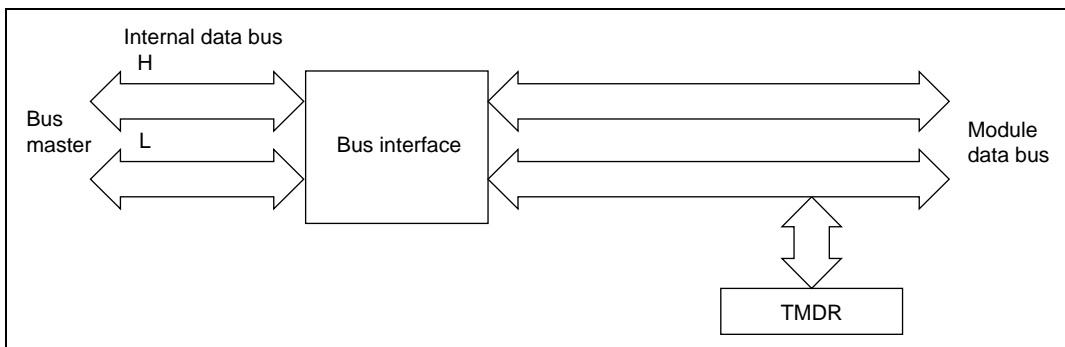 Internal data bus
H
Bus
master
L
Bus interface
Module
data bus
TMDR